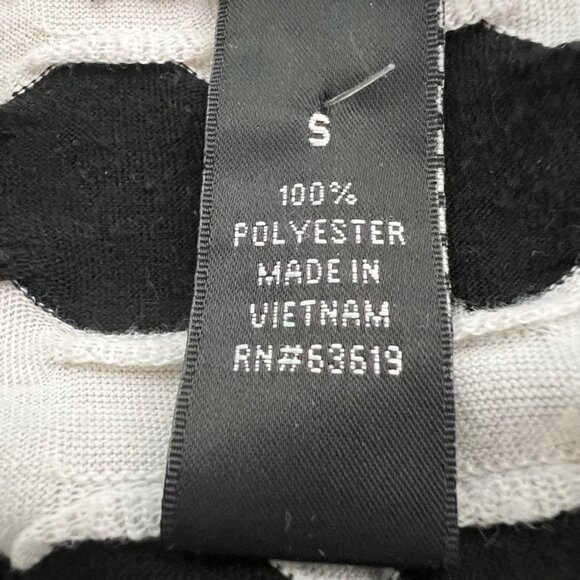 S
100%
POLYESTER
MADE IN
VIETNAM
RN#63619